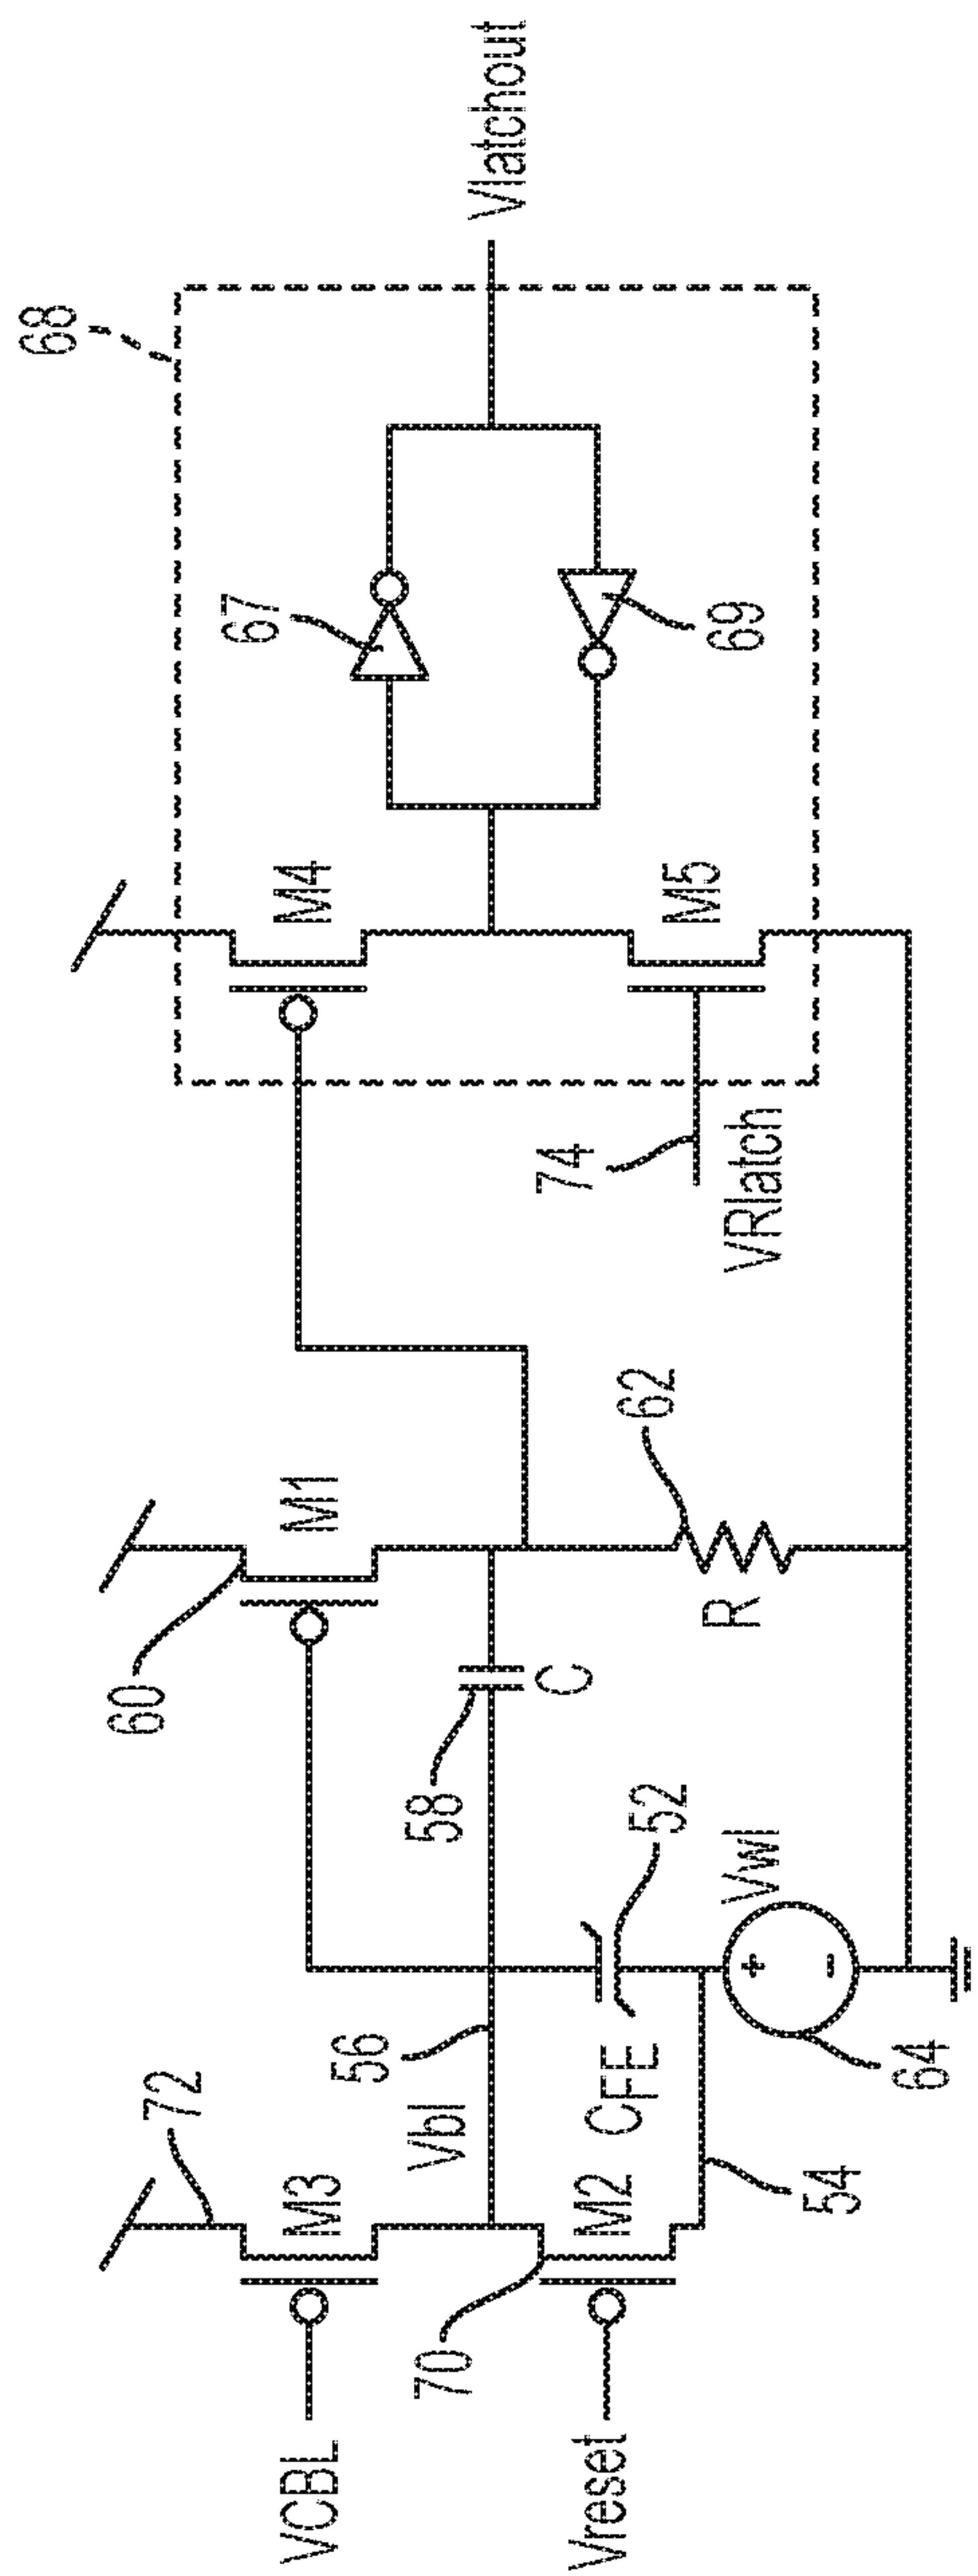 68
Vlatchout
67
69
M4
M5
74
VRlatch
60
M1
62
R
58
C
52
CFE
Vwl
+
-
64
56
Vbl
72
M3
M2
54
70
VCBL
Vreset